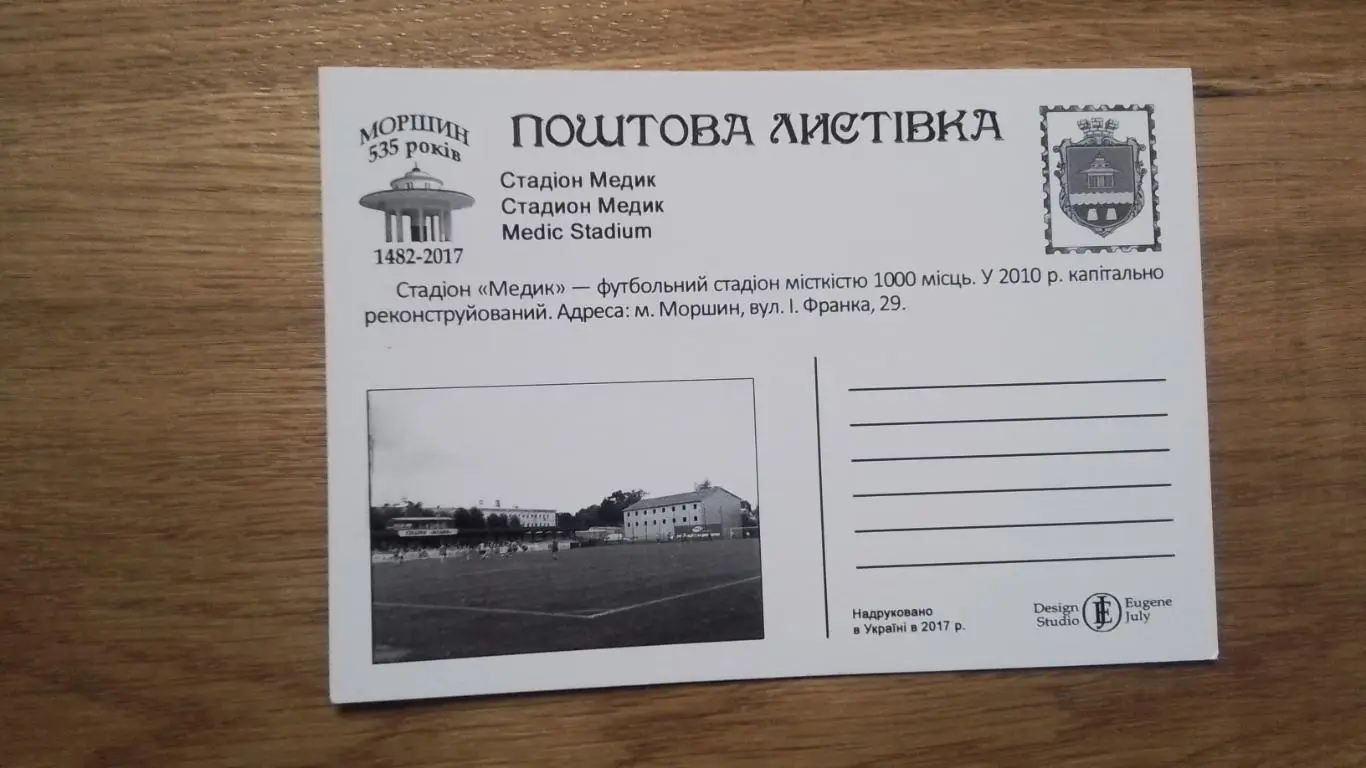 МОРШИН
535 років
1482-2017
ПОШТОВА ЛИСТІВКА
Стадіон Медик
Стадион Медик
Medic Stadium
Стадіон «Медик» — футбольний стадіон місткістю 1000 місць. У 2010 р. капітально
реконструйований. Адреса: м. Моршин, вул. І. Франка, 29.
Надруковано
в Україні в 2017 р.
Design
Studio
Eugene
July